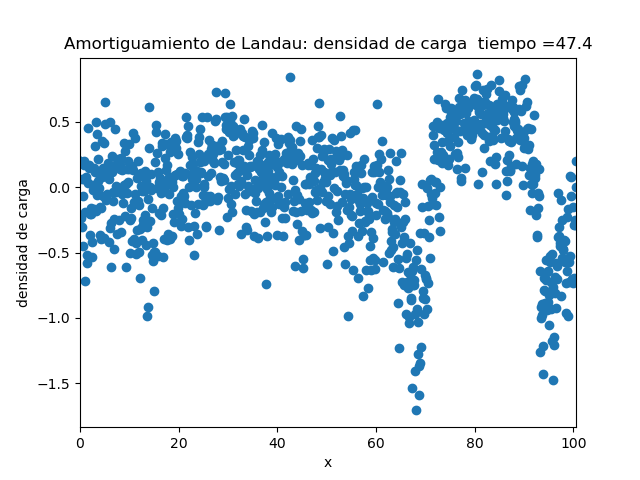 Amortiguamiento de Landau: densidad de carga  tiempo =47.4
densidad de carga
0.5
0.0
−0.5
−1.0
−1.5
0 20 40 60 80 100
x